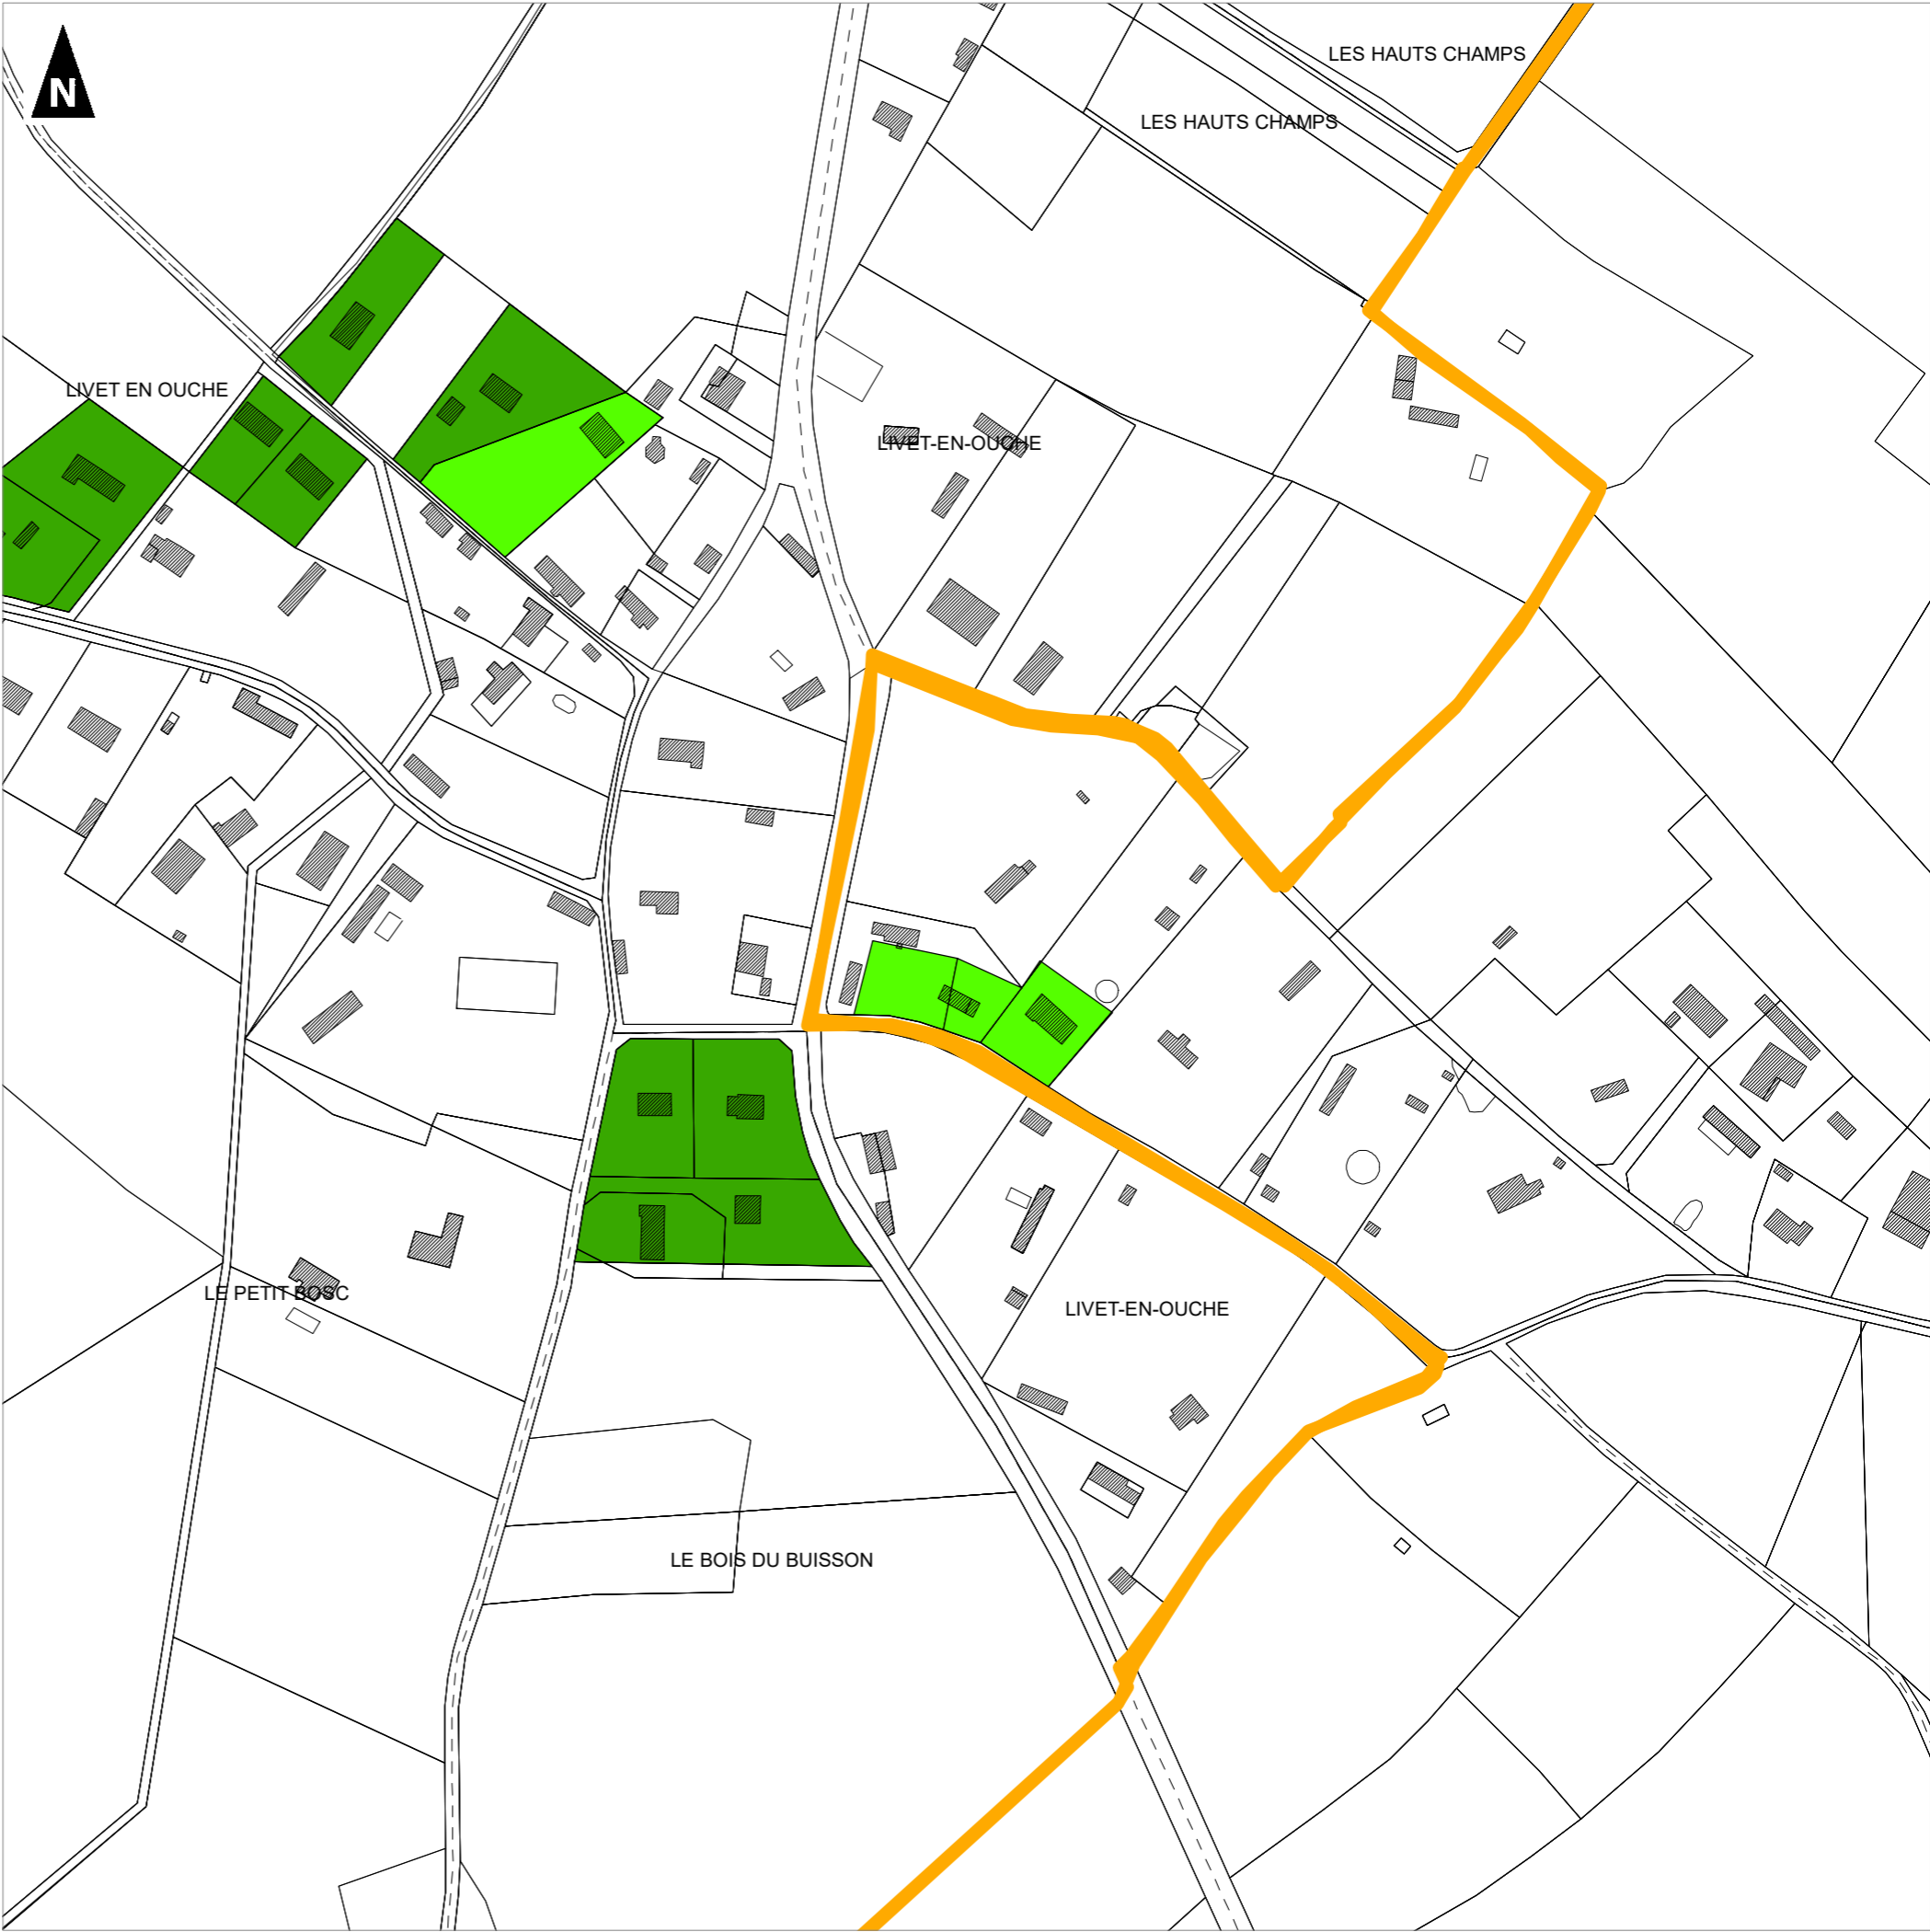 N
LES HAUTS CHAMPS
LES HAUTS CHAMPS
LIVET EN OUCHE
LIVET-EN-OUCHE
LE PETIT BOSC
LIVET-EN-OUCHE
LE BOIS DU BUISSON